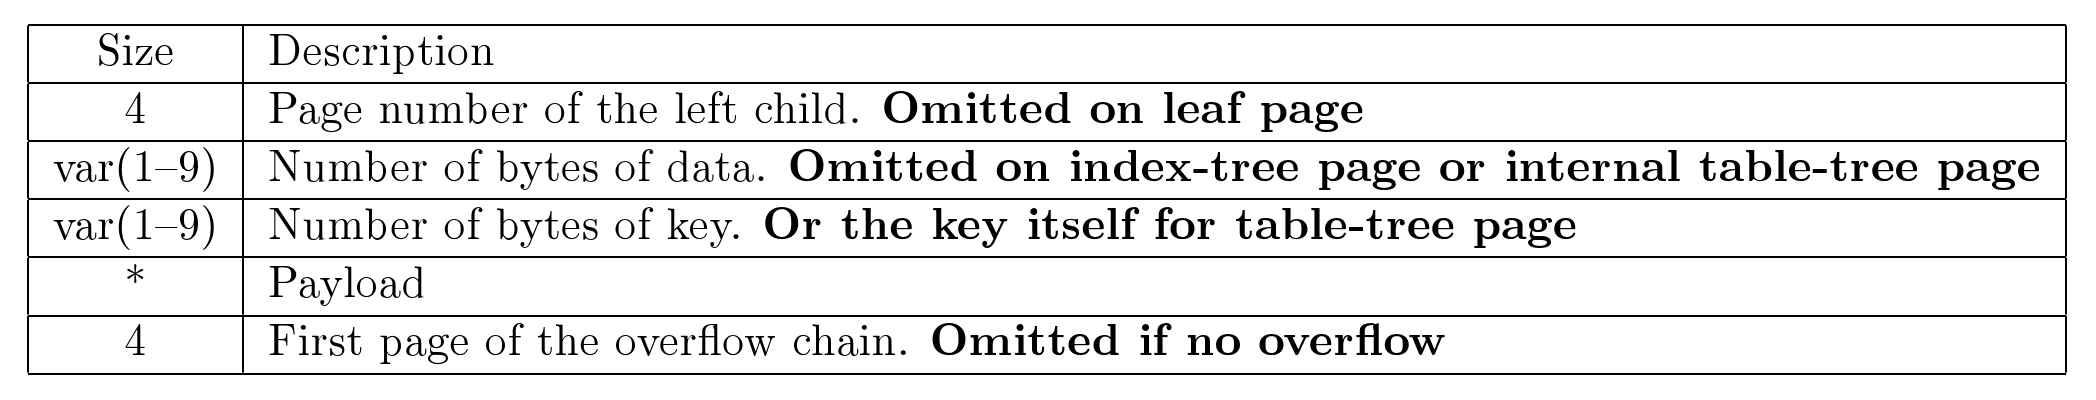 Size Description
4 Page number of the left child. Omitted on leaf page
var(1–9) Number of bytes of data. Omitted on index-tree page or internal table-tree page
var(1–9) Number of bytes of key. Or the key itself for table-tree page
* Payload
4 First page of the overflow chain. Omitted if no overflow